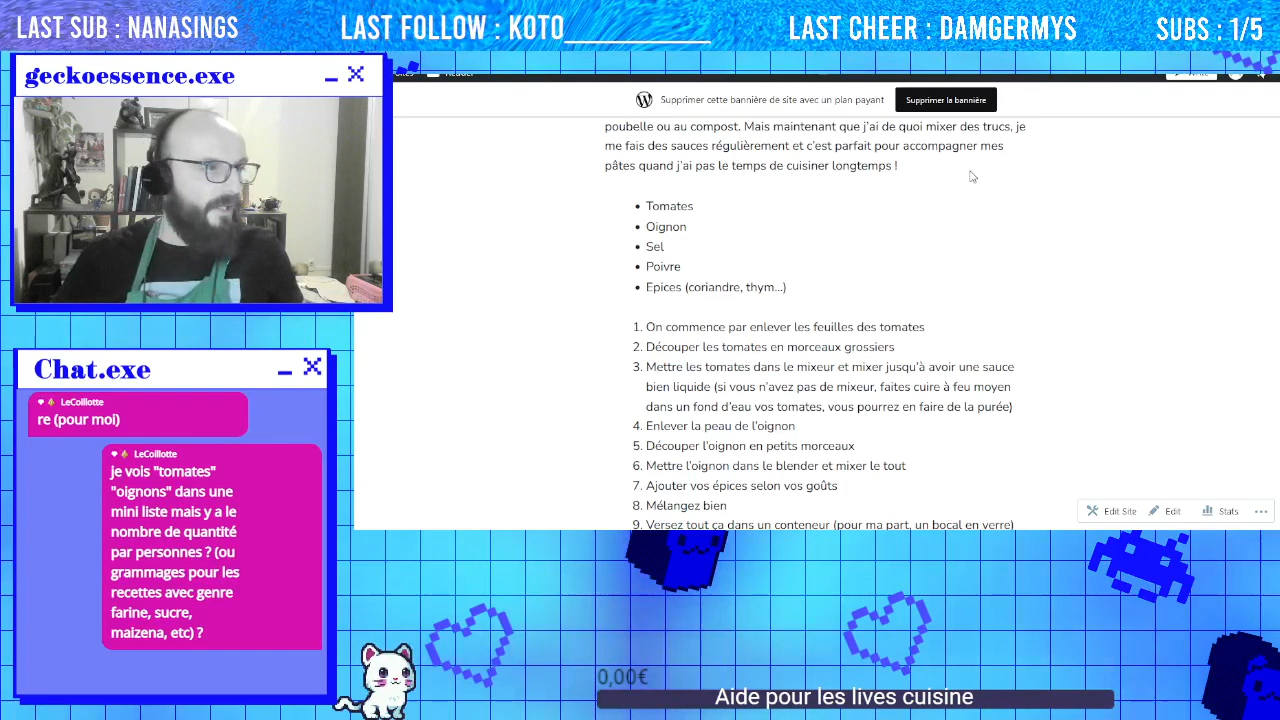 LAST SUB : NANASINGS
LAST FOLLOW : KOTO__________
LAST CHEER : DAMGERMYS
SUBS : 1/5
geckoessence.exe
Supprimer cette bannière de site avec un plan payant
Supprimer la bannière
poubelle ou au compost. Mais maintenant que j'ai de quoi mixer des trucs, je
me fais des sauces régulièrement et c'est parfait pour accompagner mes
pâtes quand j'ai pas le temps de cuisiner longtemps !
• Tomates
• Oignon
• Sel
• Poivre
• Epices (coriandre, thym...)
1. On commence par enlever les feuilles des tomates
2. Découper les tomates en morceaux grossiers
3. Mettre les tomates dans le mixeur et mixer jusqu'à avoir une sauce
bien liquide (si vous n'avez pas de mixeur, faites cuire à feu moyen
dans un fond d'eau vos tomates, vous pourrez en faire de la purée)
4. Enlever la peau de l'oignon
5. Découper l'oignon en petits morceaux
6. Mettre l'oignon dans le blender et mixer le tout
7. Ajouter vos épices selon vos goûts
8. Mélangez bien
9. Versez tout ça dans un conteneur (pour ma part, un bocal en verre)
Edit Site
Edit
Stats
Chat.exe
LeCoillotte
re (pour moi)
LeCoillotte
je vois "tomates"
"oignons" dans une
mini liste mais y a le
nombre de quantité
par personnes ? (ou
grammages pour les
recettes avec genre
farine, sucre,
maizena, etc) ?
0,00€
Aide pour les lives cuisine